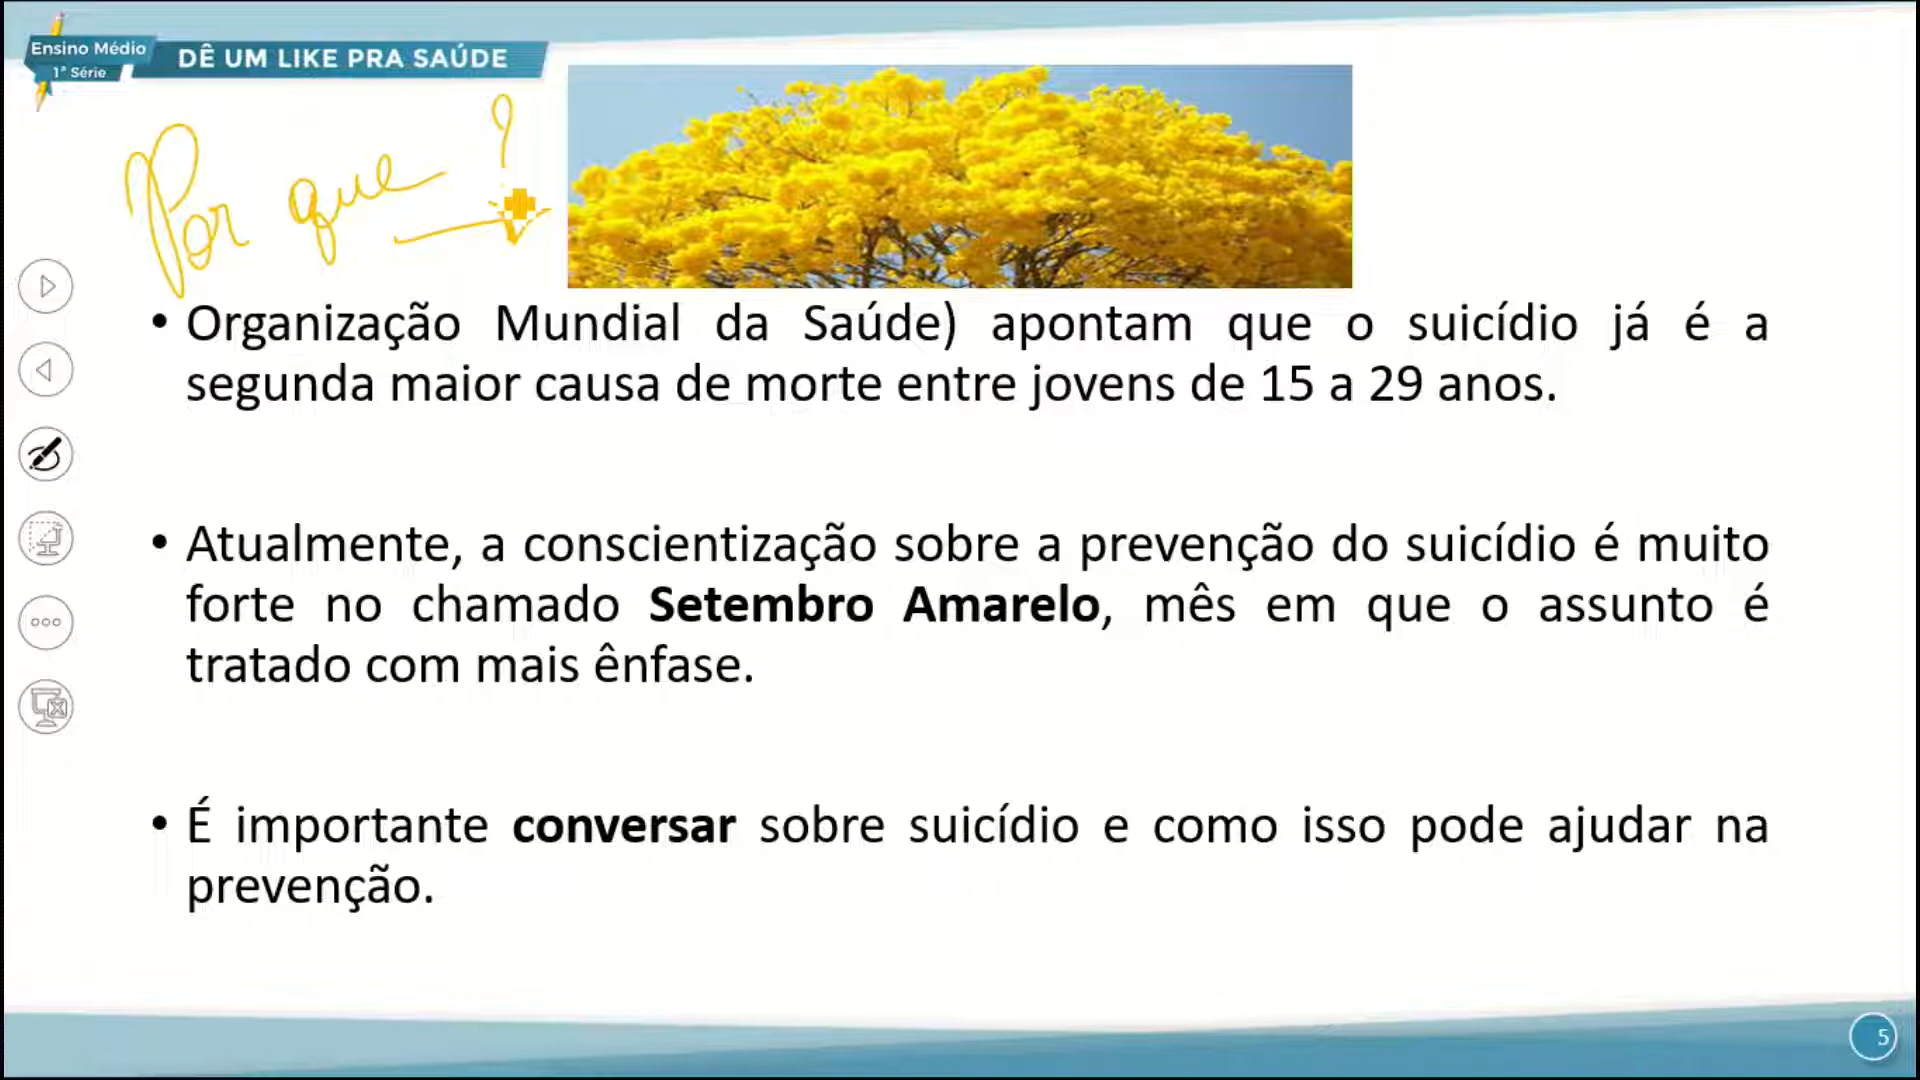 Ensino Médio
1ª Série
DÊ UM LIKE PRA SAÚDE
Por que ?
• Organização Mundial da Saúde) apontam que o suicídio já é a
segunda maior causa de morte entre jovens de 15 a 29 anos.
• Atualmente, a conscientização sobre a prevenção do suicídio é muito
forte no chamado Setembro Amarelo, mês em que o assunto é
tratado com mais ênfase.
• É importante conversar sobre suicídio e como isso pode ajudar na
prevenção.
5